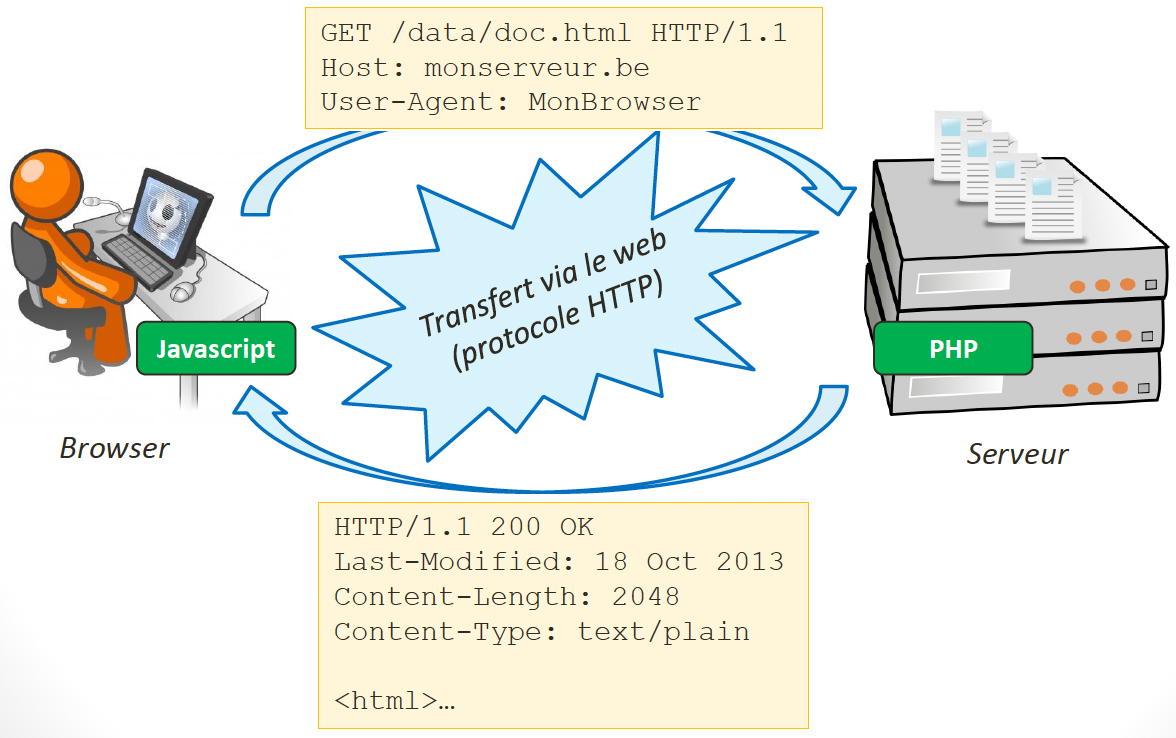 GET /data/doc.html HTTP/1.1
Host: monserveur.be
User-Agent: MonBrowser
Transfert via le web
(protocole HTTP)
Javascript
PHP
Browser
Serveur
HTTP/1.1 200 OK
Last-Modified: 18 Oct 2013
Content-Length: 2048
Content-Type: text/plain
<html>…